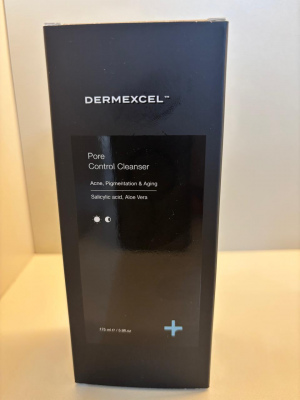 DERMEXCEL™
Pore
Control Cleanser
Acne, Pigmentation & Aging
Salicylic acid, Aloe Vera